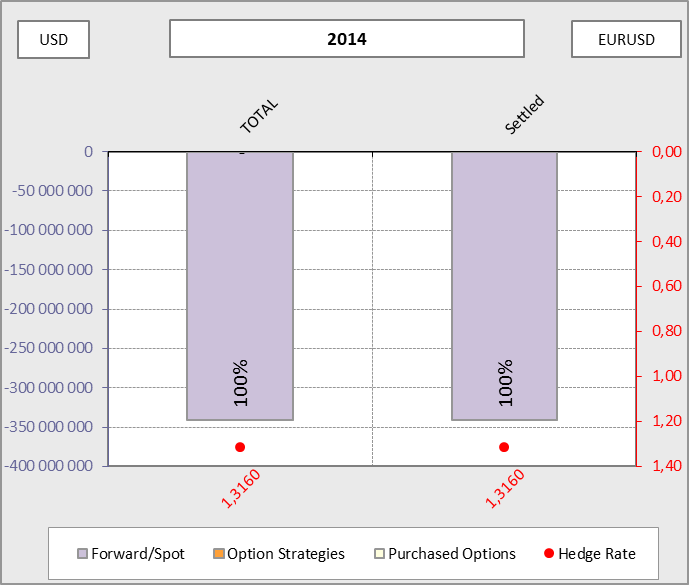 USD 2014 EURUSD
TOTAL Settled
0 0,00
-50 000 000 0,20
-100 000 000 0,40
-150 000 000 0,60
-200 000 000 0,80
-250 000 000 1,00
-300 000 000 1,20
-350 000 000 1,40
-400 000 000
100% 100%
1,3160 1,3160
Forward/Spot Option Strategies Purchased Options Hedge Rate